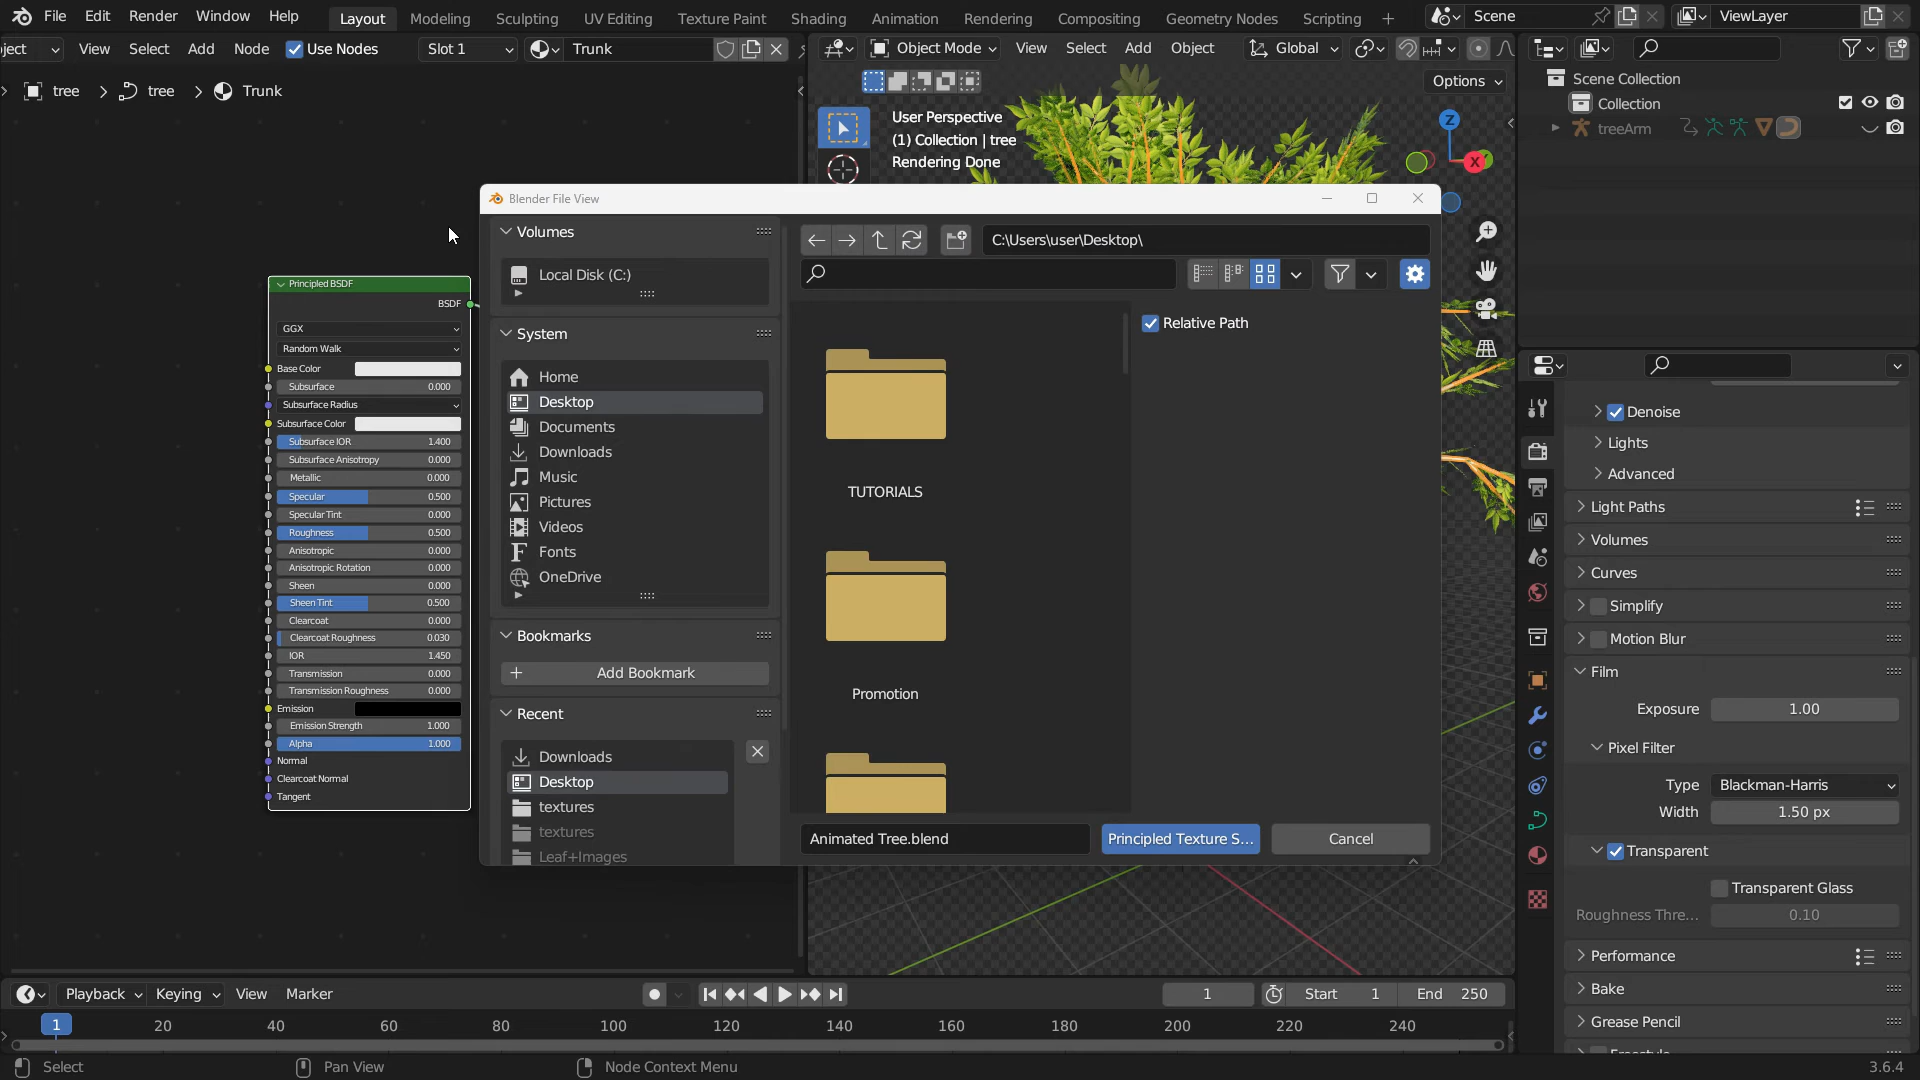 File Edit Render Window Help Layout Modeling Sculpting UV Editing Texture Paint Shading Animation Rendering Compositing Geometry Nodes Scripting + Scene ViewLayer
ject View Select Add Node Use Nodes Slot 1 Trunk Object Mode View Select Add Object Global
Options
tree > tree > Trunk
User Perspective
(1) Collection | tree
Rendering Done
Z
X
Scene Collection
Collection
treeArm
Blender File View
Volumes
Local Disk (C:)
System
Home
Desktop
Documents
Downloads
Music
Pictures
Videos
Fonts
OneDrive
Bookmarks
Add Bookmark
Recent
Downloads
Desktop
textures
textures
Leaf+Images
C:\Users\user\Desktop\
Relative Path
TUTORIALS
Promotion
Animated Tree.blend
Principled Texture S...
Cancel
Principled BSDF
BSDF
GGX
Random Walk
Base Color
Subsurface 0.000
Subsurface Radius
Subsurface Color
Subsurface IOR 1.400
Subsurface Anisotropy 0.000
Metallic 0.000
Specular 0.500
Specular Tint 0.000
Roughness 0.500
Anisotropic 0.000
Anisotropic Rotation 0.000
Sheen 0.000
Sheen Tint 0.500
Clearcoat 0.000
Clearcoat Roughness 0.030
IOR 1.450
Transmission 0.000
Transmission Roughness 0.000
Emission
Emission Strength 1.000
Alpha 1.000
Normal
Clearcoat Normal
Tangent
Denoise
Lights
Advanced
Light Paths
Volumes
Curves
Simplify
Motion Blur
Film
Exposure 1.00
Pixel Filter
Type Blackman-Harris
Width 1.50 px
Transparent
Transparent Glass
Roughness Thre... 0.10
Performance
Bake
Grease Pencil
Playback Keying View Marker 1 Start 1 End 250
1 20 40 60 80 100 120 140 160 180 200 220 240
Select Pan View Node Context Menu 3.6.4